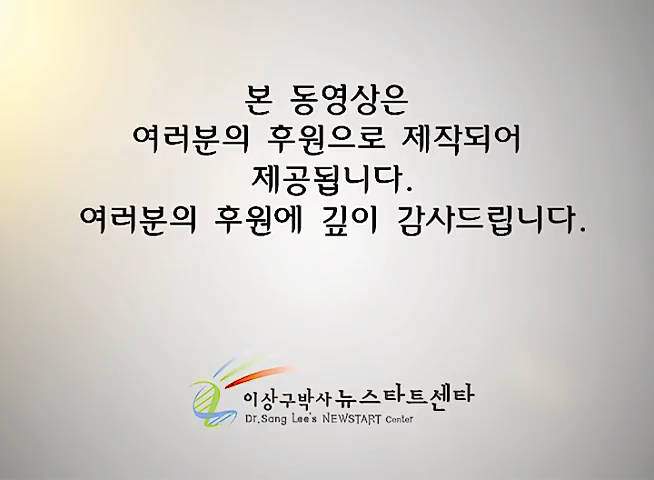 본 동영상은
여러분의 후원으로 제작되어
제공됩니다.
여러분의 후원에 깊이 감사드립니다.
이상구박사 뉴스타트센타
Dr.Sang Lee's NEWSTART Center